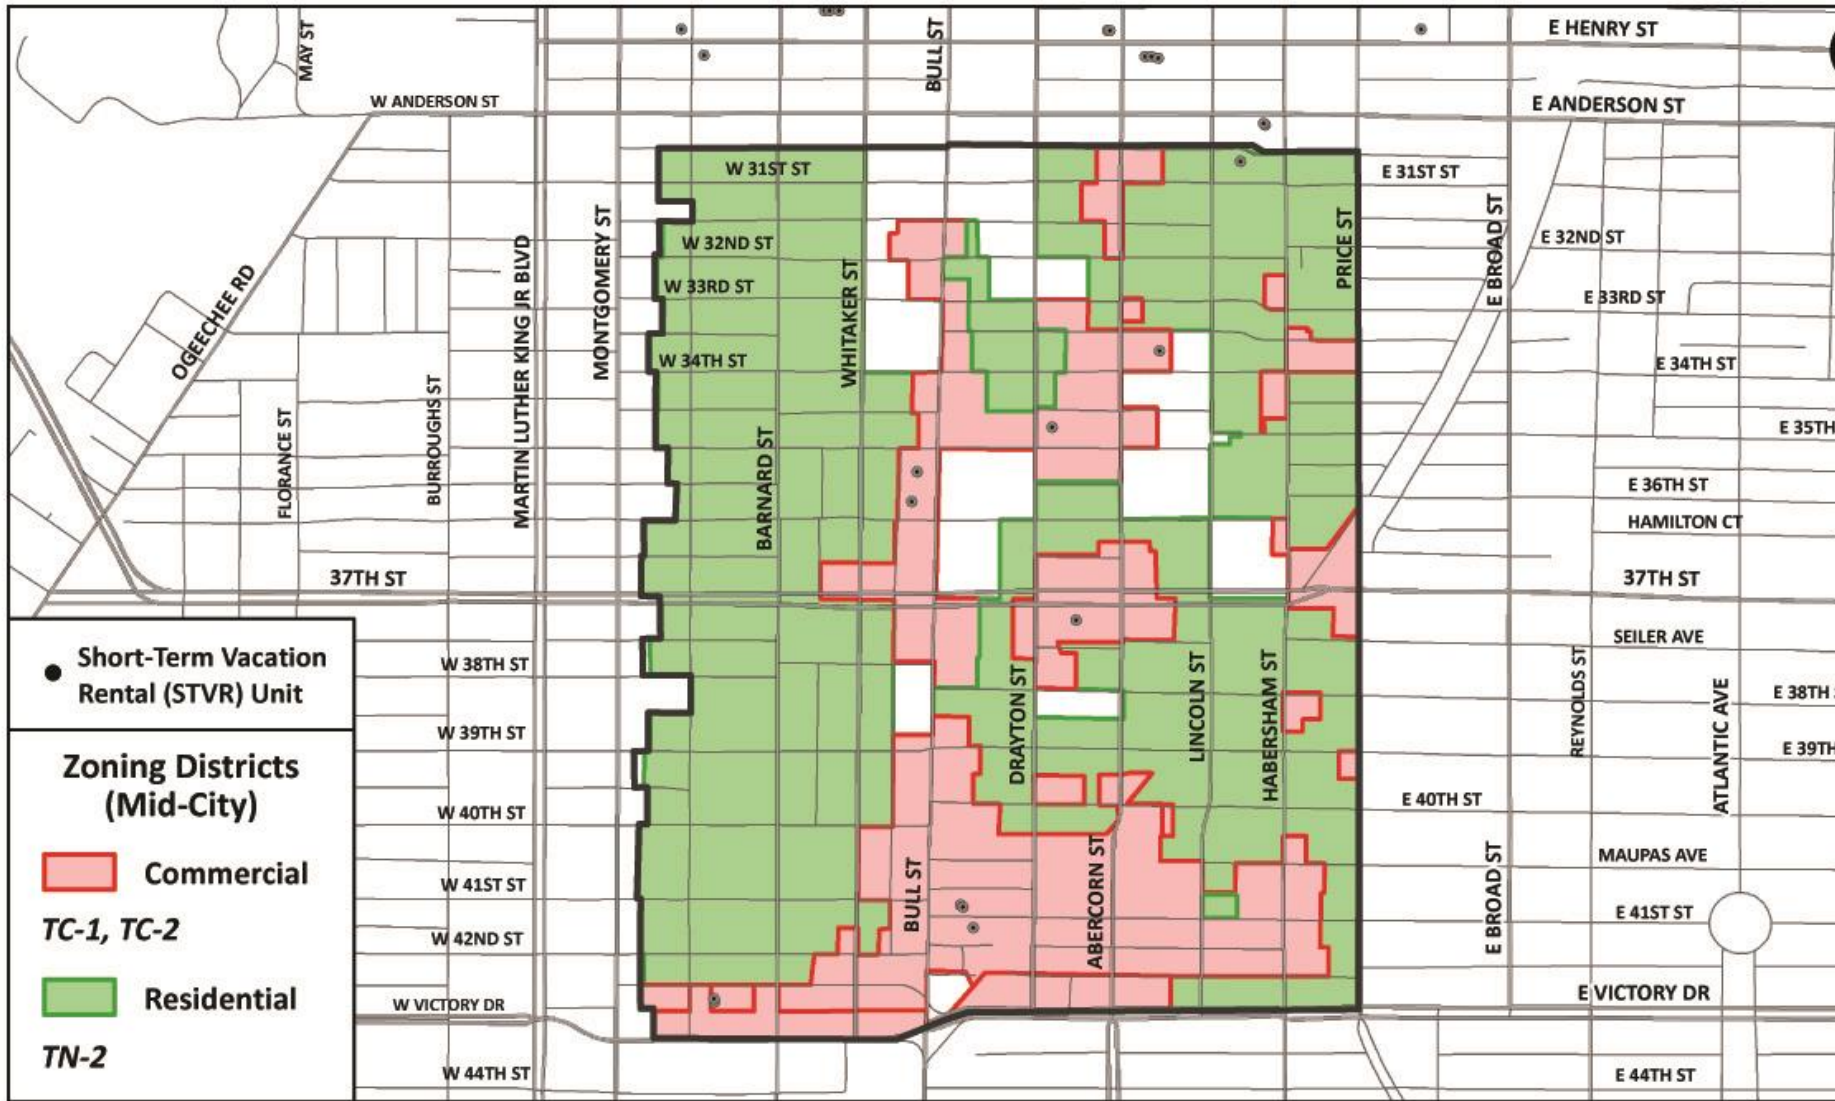 E HENRY ST
MAY ST
BULL ST
W ANDERSON ST
E ANDERSON ST
W 31ST ST
E 31ST ST
MONTGOMERY ST
PRICE ST
E BROAD ST
W 32ND ST
E 32ND ST
MARTIN LUTHER KING JR BLVD
OGEECHEE RD
WHITAKER ST
W 33RD ST
E 33RD ST
W 34TH ST
E 34TH ST
FLORANCE ST
BURROUGHS ST
BARNARD ST
E 35TH
E 36TH ST
HAMILTON CT
37TH ST
37TH ST
SEILER AVE
W 38TH ST
DRAYTON ST
LINCOLN ST
HABERSHAM ST
REYNOLDS ST
ATLANTIC AVE
E 38TH
W 39TH ST
E 39TH
W 40TH ST
E 40TH ST
BULL ST
ABERCORN ST
E BROAD ST
MAUPAS AVE
W 41ST ST
E 41ST ST
W 42ND ST
W VICTORY DR
E VICTORY DR
W 44TH ST
E 44TH ST
Short-Term Vacation
Rental (STVR) Unit
Zoning Districts
(Mid-City)
Commercial
TC-1, TC-2
Residential
TN-2